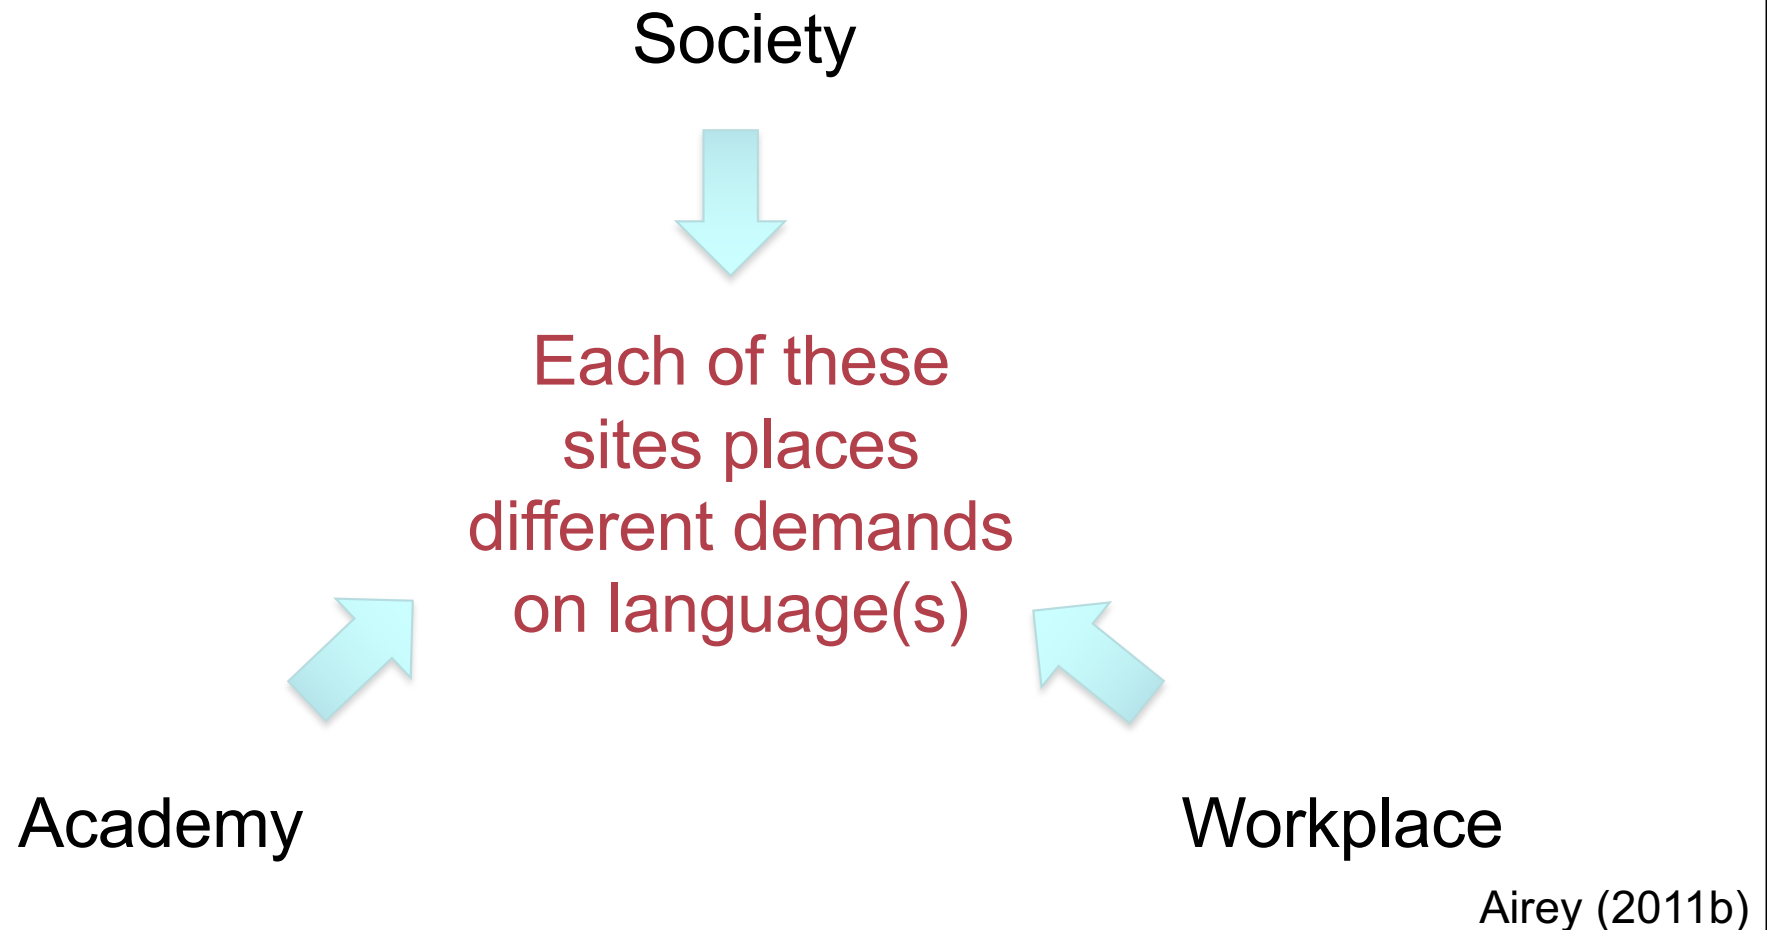 Society
Each of these
sites places
different demands
on language(s)
Academy
Workplace
Airey (2011b)